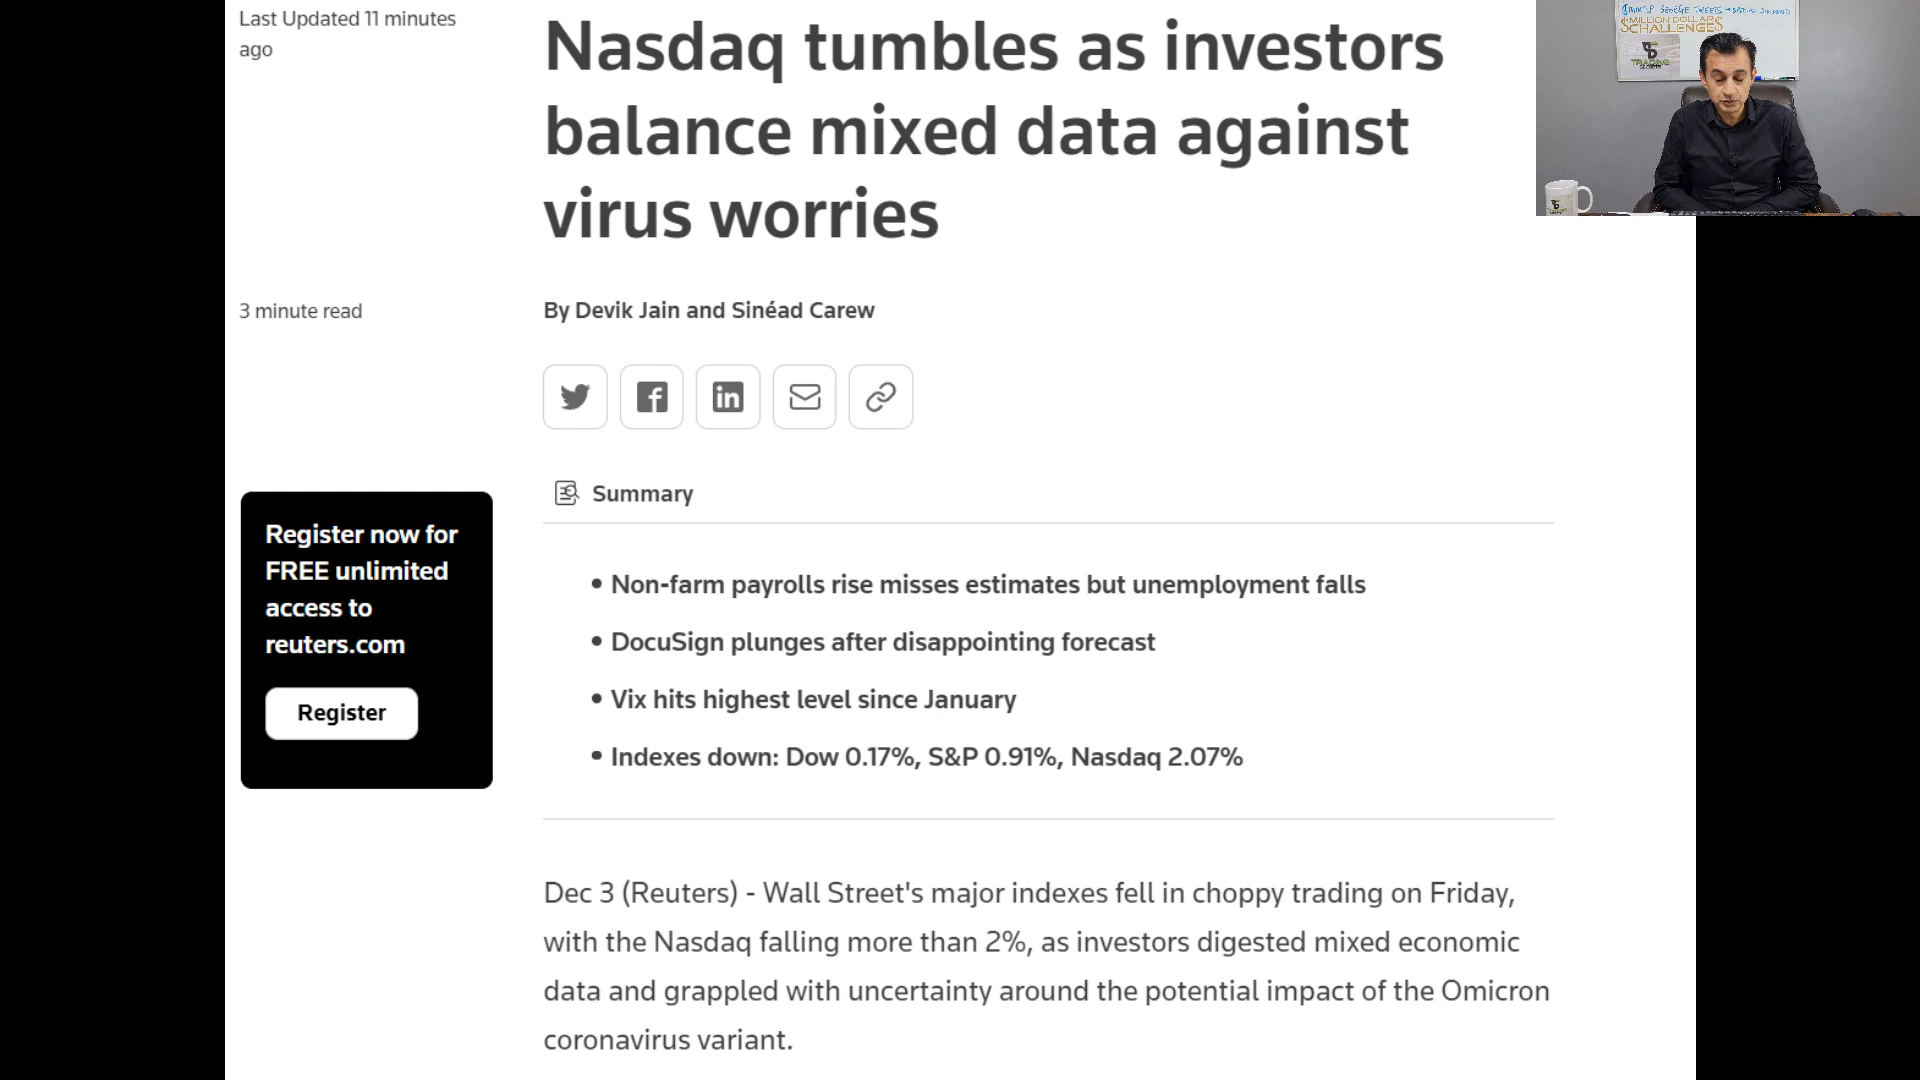 Last Updated 11 minutes
ago
Nasdaq tumbles as investors
balance mixed data against
virus worries
3 minute read
By Devik Jain and Sinéad Carew
Summary
Register now for
FREE unlimited
access to
reuters.com
Register
• Non-farm payrolls rise misses estimates but unemployment falls
• DocuSign plunges after disappointing forecast
• Vix hits highest level since January
• Indexes down: Dow 0.17%, S&P 0.91%, Nasdaq 2.07%
Dec 3 (Reuters) - Wall Street's major indexes fell in choppy trading on Friday,
with the Nasdaq falling more than 2%, as investors digested mixed economic
data and grappled with uncertainty around the potential impact of the Omicron
coronavirus variant.
$MILLION DOLLAR$
$CHALLENGE$
TRADING